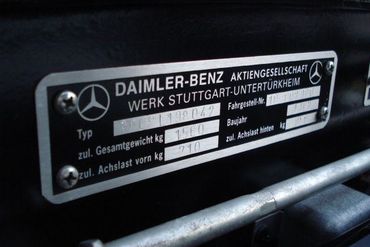 DAIMLER-BENZ AKTIENGESELLSCHAFT
WERK STUTTGART-UNTERTÜRKHEIM
Typ Fahrgestell-Nr.
zul. Gesamtgewicht kg Baujahr
zul. Achslast vorn kg 710 zul. Achslast hinten kg